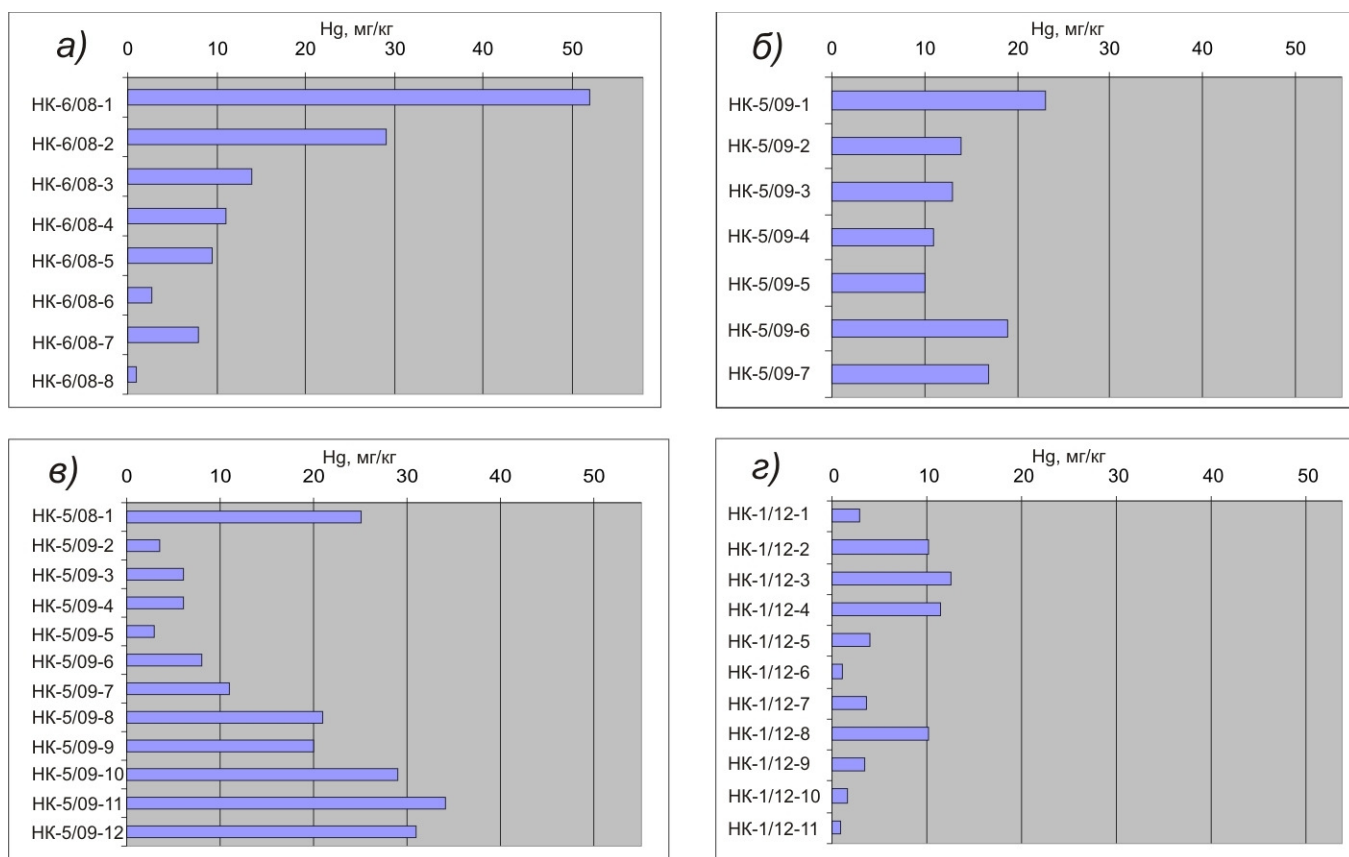 а)
Hg, мг/кг
0 10 20 30 40 50
НК-6/08-1
НК-6/08-2
НК-6/08-3
НК-6/08-4
НК-6/08-5
НК-6/08-6
НК-6/08-7
НК-6/08-8
б)
Hg, мг/кг
0 10 20 30 40 50
НК-5/09-1
НК-5/09-2
НК-5/09-3
НК-5/09-4
НК-5/09-5
НК-5/09-6
НК-5/09-7
в)
Hg, мг/кг
0 10 20 30 40 50
НК-5/08-1
НК-5/09-2
НК-5/09-3
НК-5/09-4
НК-5/09-5
НК-5/09-6
НК-5/09-7
НК-5/09-8
НК-5/09-9
НК-5/09-10
НК-5/09-11
НК-5/09-12
г)
Hg, мг/кг
0 10 20 30 40 50
НК-1/12-1
НК-1/12-2
НК-1/12-3
НК-1/12-4
НК-1/12-5
НК-1/12-6
НК-1/12-7
НК-1/12-8
НК-1/12-9
НК-1/12-10
НК-1/12-11